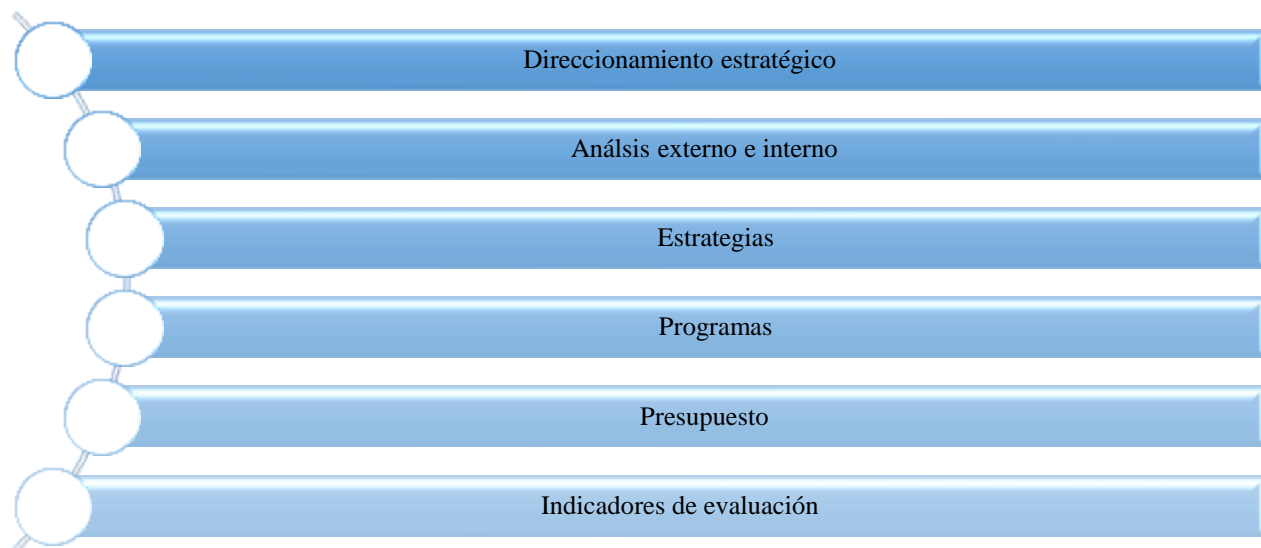 Direccionamiento estratégico
Análsis externo e interno
Estrategias
Programas
Presupuesto
Indicadores de evaluación